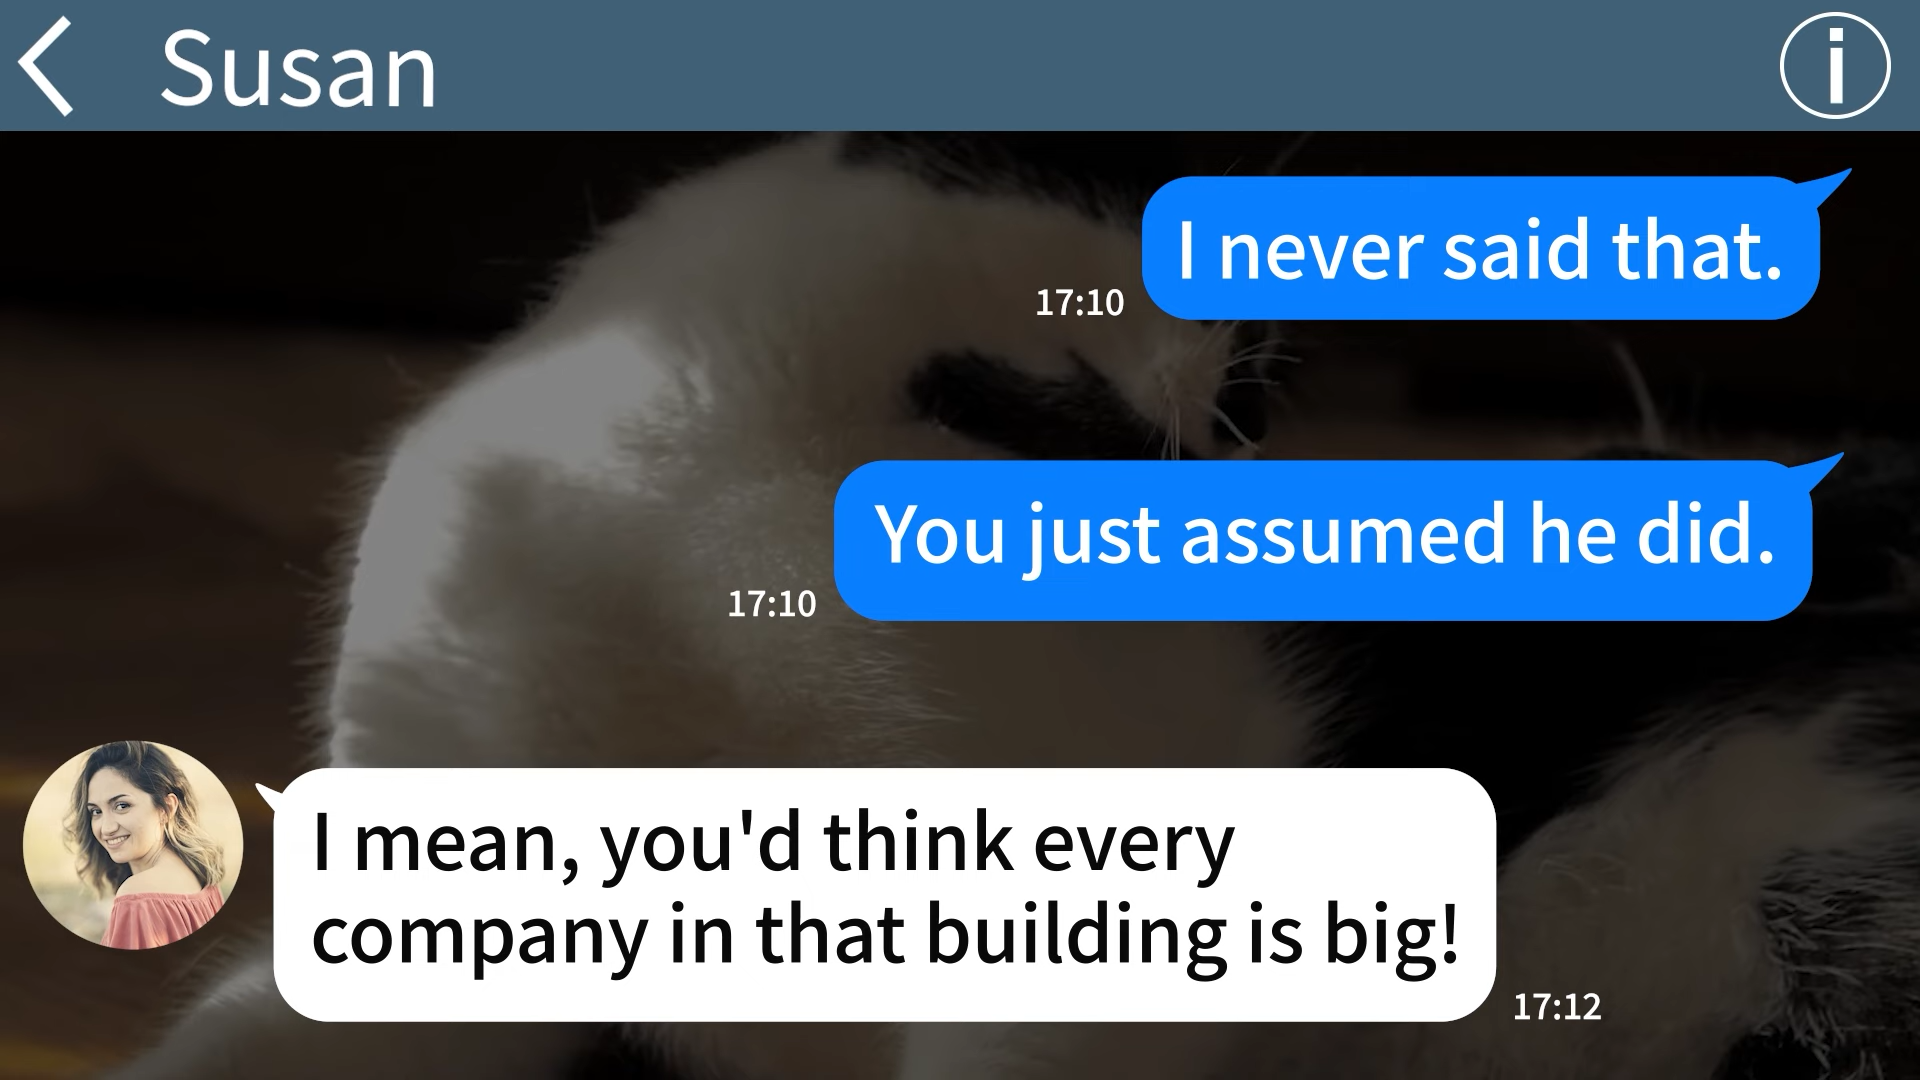 Susan
I never said that.
17:10
You just assumed he did.
17:10
I mean, you'd think every
company in that building is big!
17:12